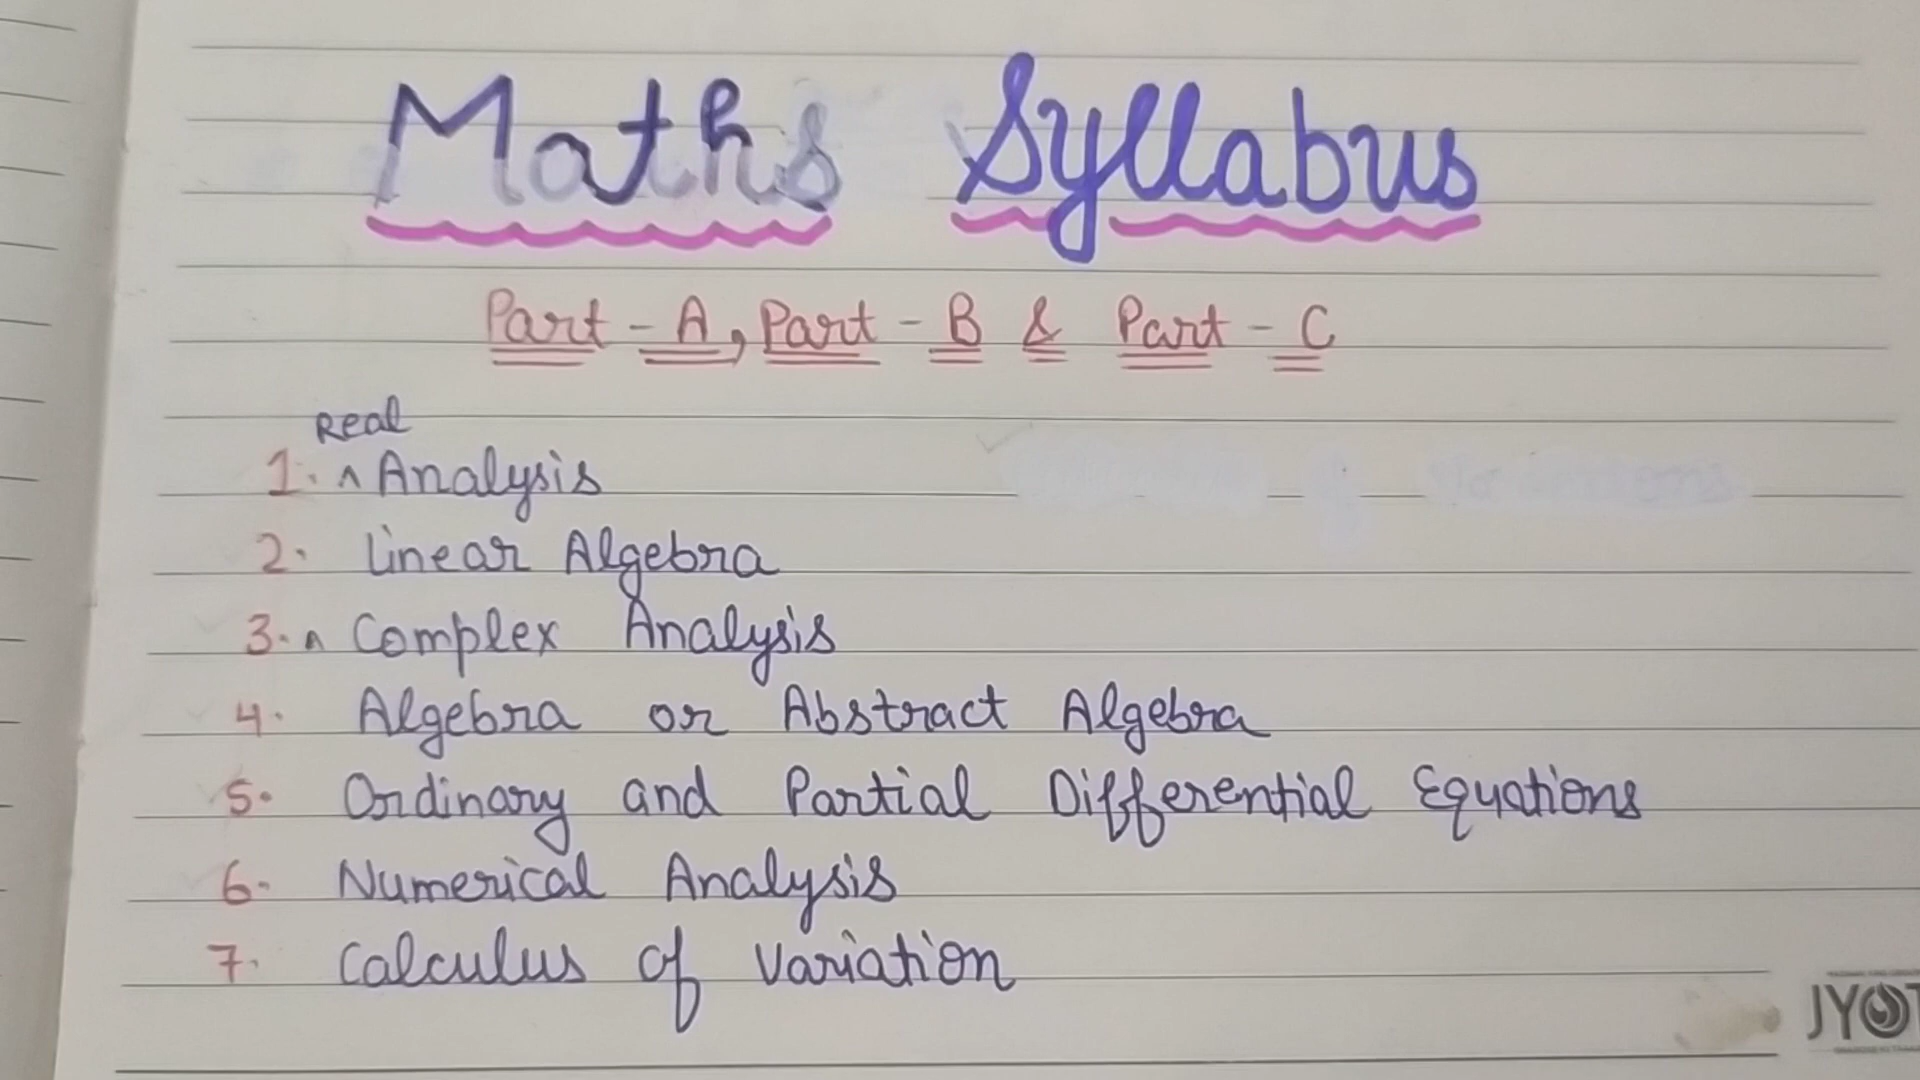 Maths Syllabus
Part - A, Part - B & Part - C
Real
1. ^ Analysis
2. Linear Algebra
3. ^ Complex Analysis
4. Algebra or Abstract Algebra
5. Ordinary and Partial Differential Equations
6. Numerical Analysis
7. Calculus of Variation